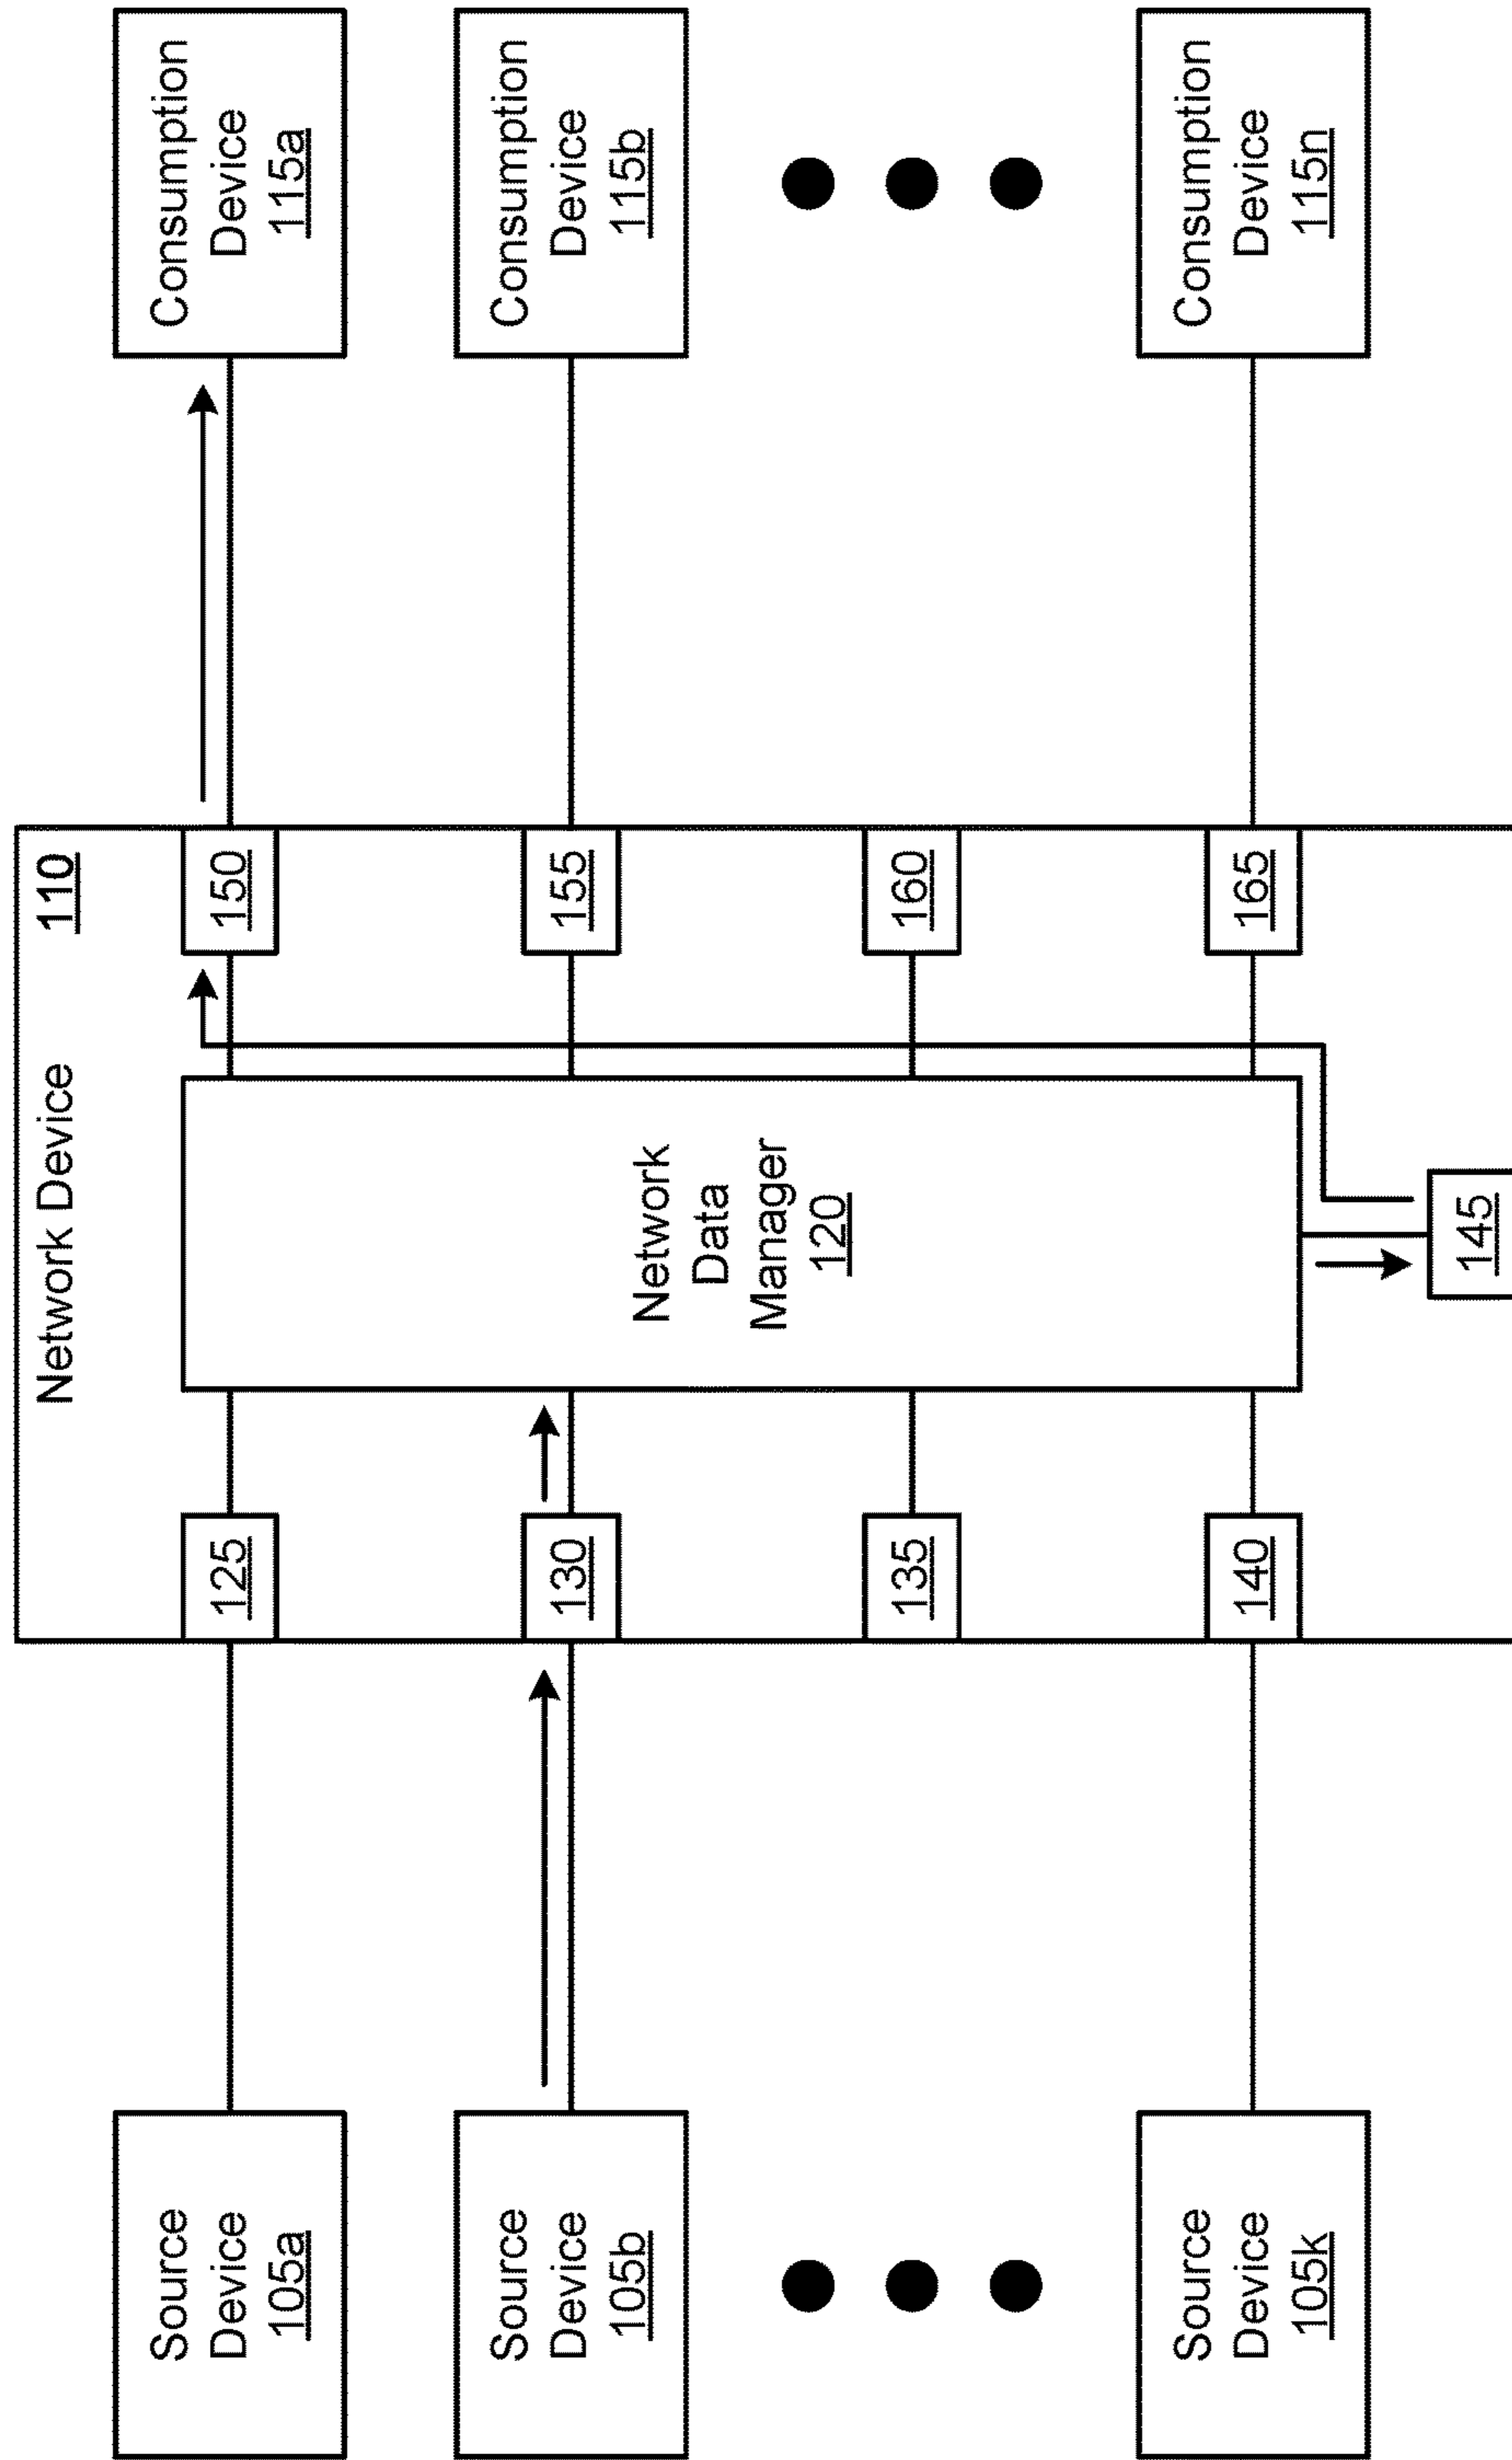 Source
Device
105a
Source
Device
105b
Source
Device
105k
Network Device
110
125
130
135
140
Network
Data
Manager
120
145
150
155
160
165
Consumption
Device
115a
Consumption
Device
115b
Consumption
Device
115n